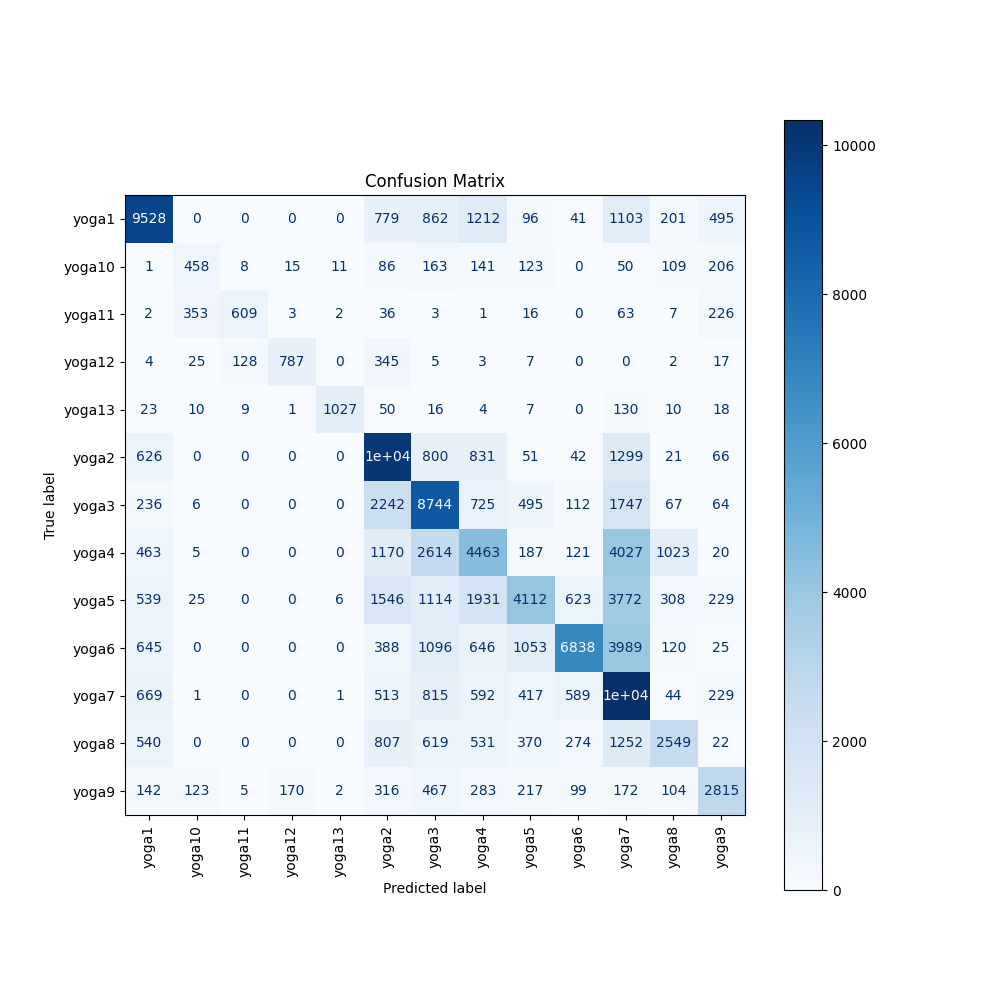 Confusion Matrix
yoga1 9528 0 0 0 0 779 862 1212 96 41 1103 201 495
yoga10 1 458 8 15 11 86 163 141 123 0 50 109 206
yoga11 2 353 609 3 2 36 3 1 16 0 63 7 226
yoga12 4 25 128 787 0 345 5 3 7 0 0 2 17
yoga13 23 10 9 1 1027 50 16 4 7 0 130 10 18
yoga2 626 0 0 0 0 1e+04 800 831 51 42 1299 21 66
yoga3 236 6 0 0 0 2242 8744 725 495 112 1747 67 64
yoga4 463 5 0 0 0 1170 2614 4463 187 121 4027 1023 20
yoga5 539 25 0 0 6 1546 1114 1931 4112 623 3772 308 229
yoga6 645 0 0 0 0 388 1096 646 1053 6838 3989 120 25
yoga7 669 1 0 0 1 513 815 592 417 589 1e+04 44 229
yoga8 540 0 0 0 0 807 619 531 370 274 1252 2549 22
yoga9 142 123 5 170 2 316 467 283 217 99 172 104 2815
yoga1 yoga10 yoga11 yoga12 yoga13 yoga2 yoga3 yoga4 yoga5 yoga6 yoga7 yoga8 yoga9
Predicted label
True label
10000
8000
6000
4000
2000
0